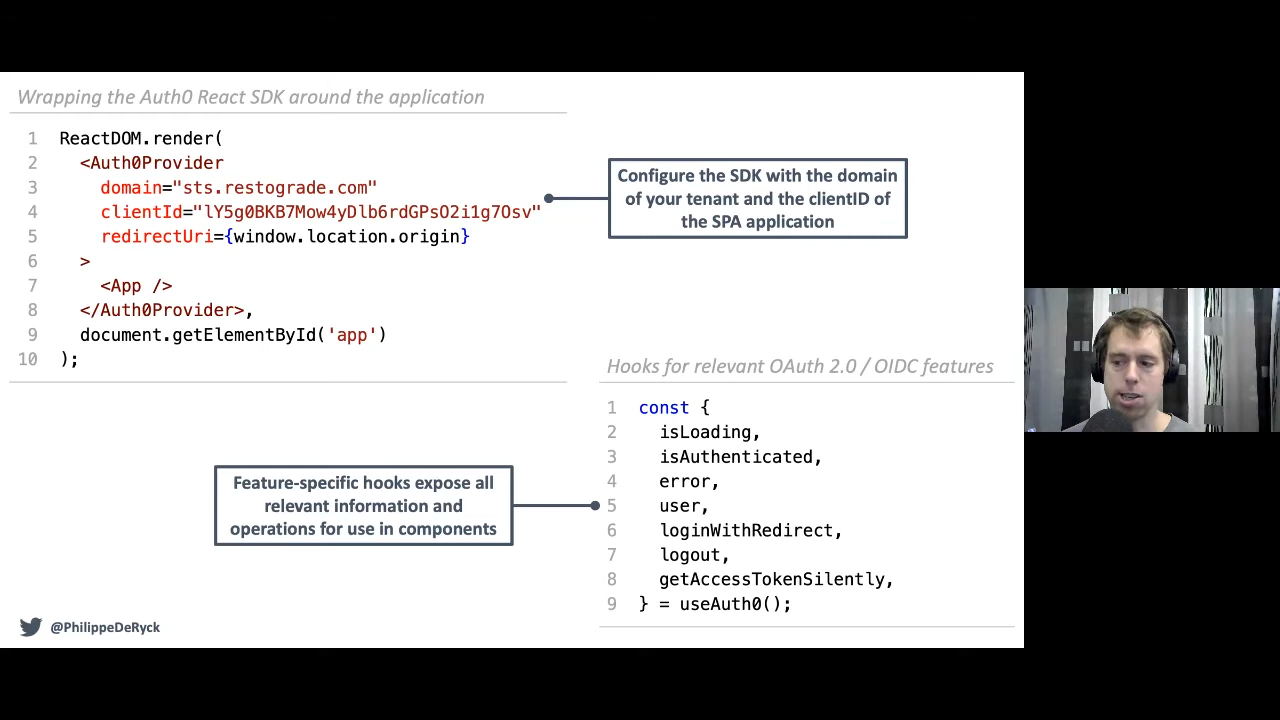 Wrapping the Auth0 React SDK around the application
1 ReactDOM.render(
2 <Auth0Provider
3 domain="sts.restograde.com"
4 clientId="lY5g0BKB7Mow4yDlb6rdGPsO2i1g7Osv"
5 redirectUri={window.location.origin}
6 >
7 <App />
8 </Auth0Provider>,
9 document.getElementById('app')
10 );
Configure the SDK with the domain
of your tenant and the clientID of
the SPA application
Hooks for relevant OAuth 2.0 / OIDC features
1 const {
2 isLoading,
3 isAuthenticated,
4 error,
5 user,
6 loginWithRedirect,
7 logout,
8 getAccessTokenSilently,
9 } = useAuth0();
Feature-specific hooks expose all
relevant information and
operations for use in components
@PhilippeDeRyck